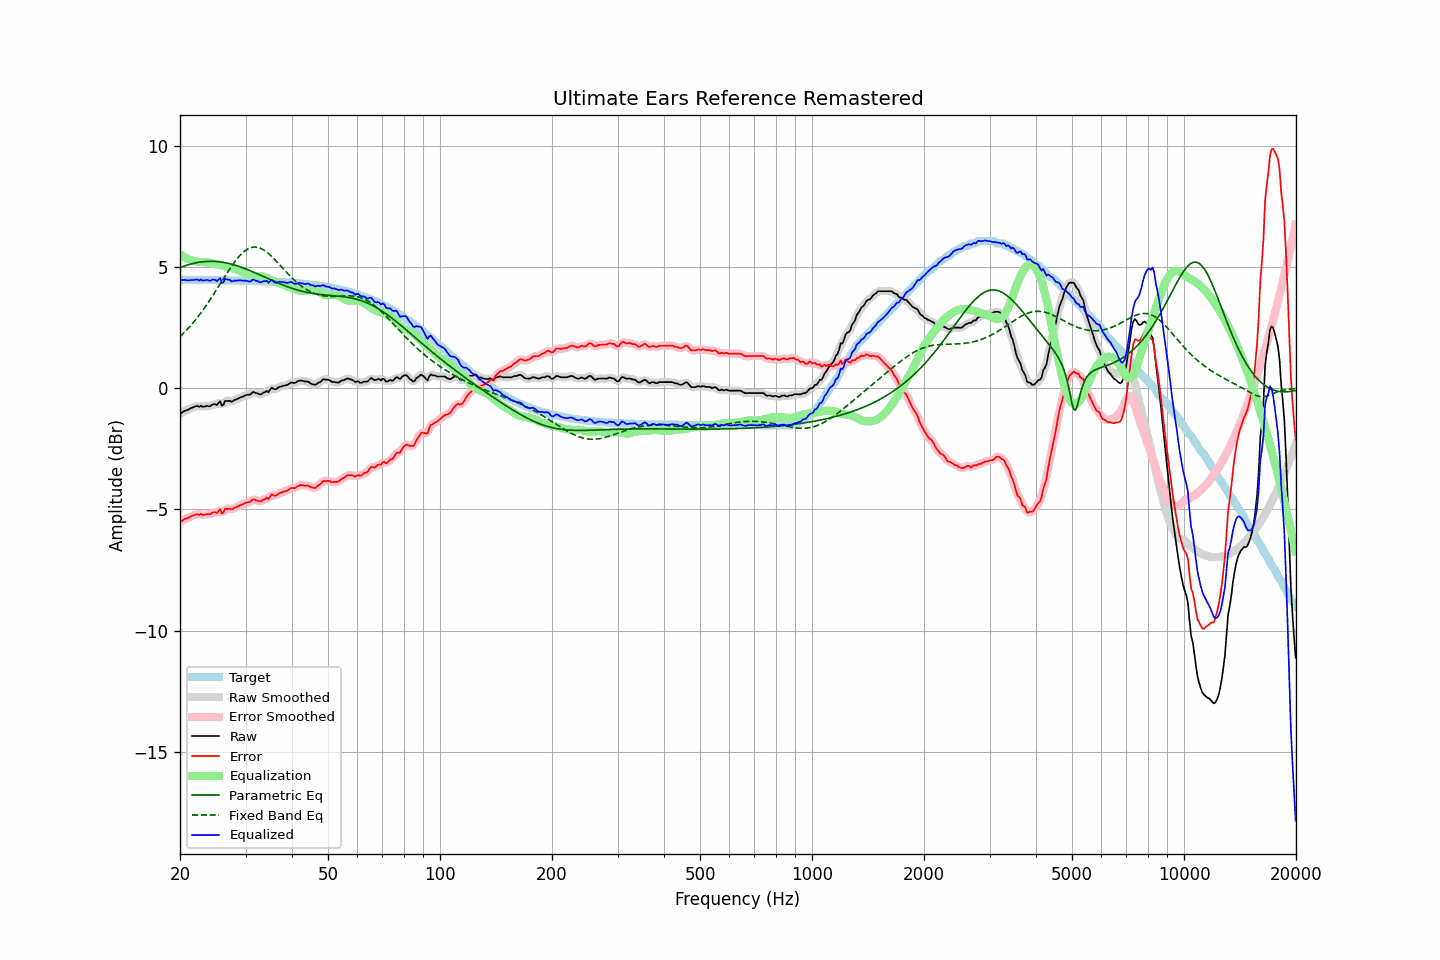 Ultimate Ears Reference Remastered
10
5
0
−5
−10
−15
Amplitude (dBr)
Target
Raw Smoothed
Error Smoothed
Raw
Error
Equalization
Parametric Eq
Fixed Band Eq
Equalized
20 50 100 200 500 1000 2000 5000 10000 20000
Frequency (Hz)